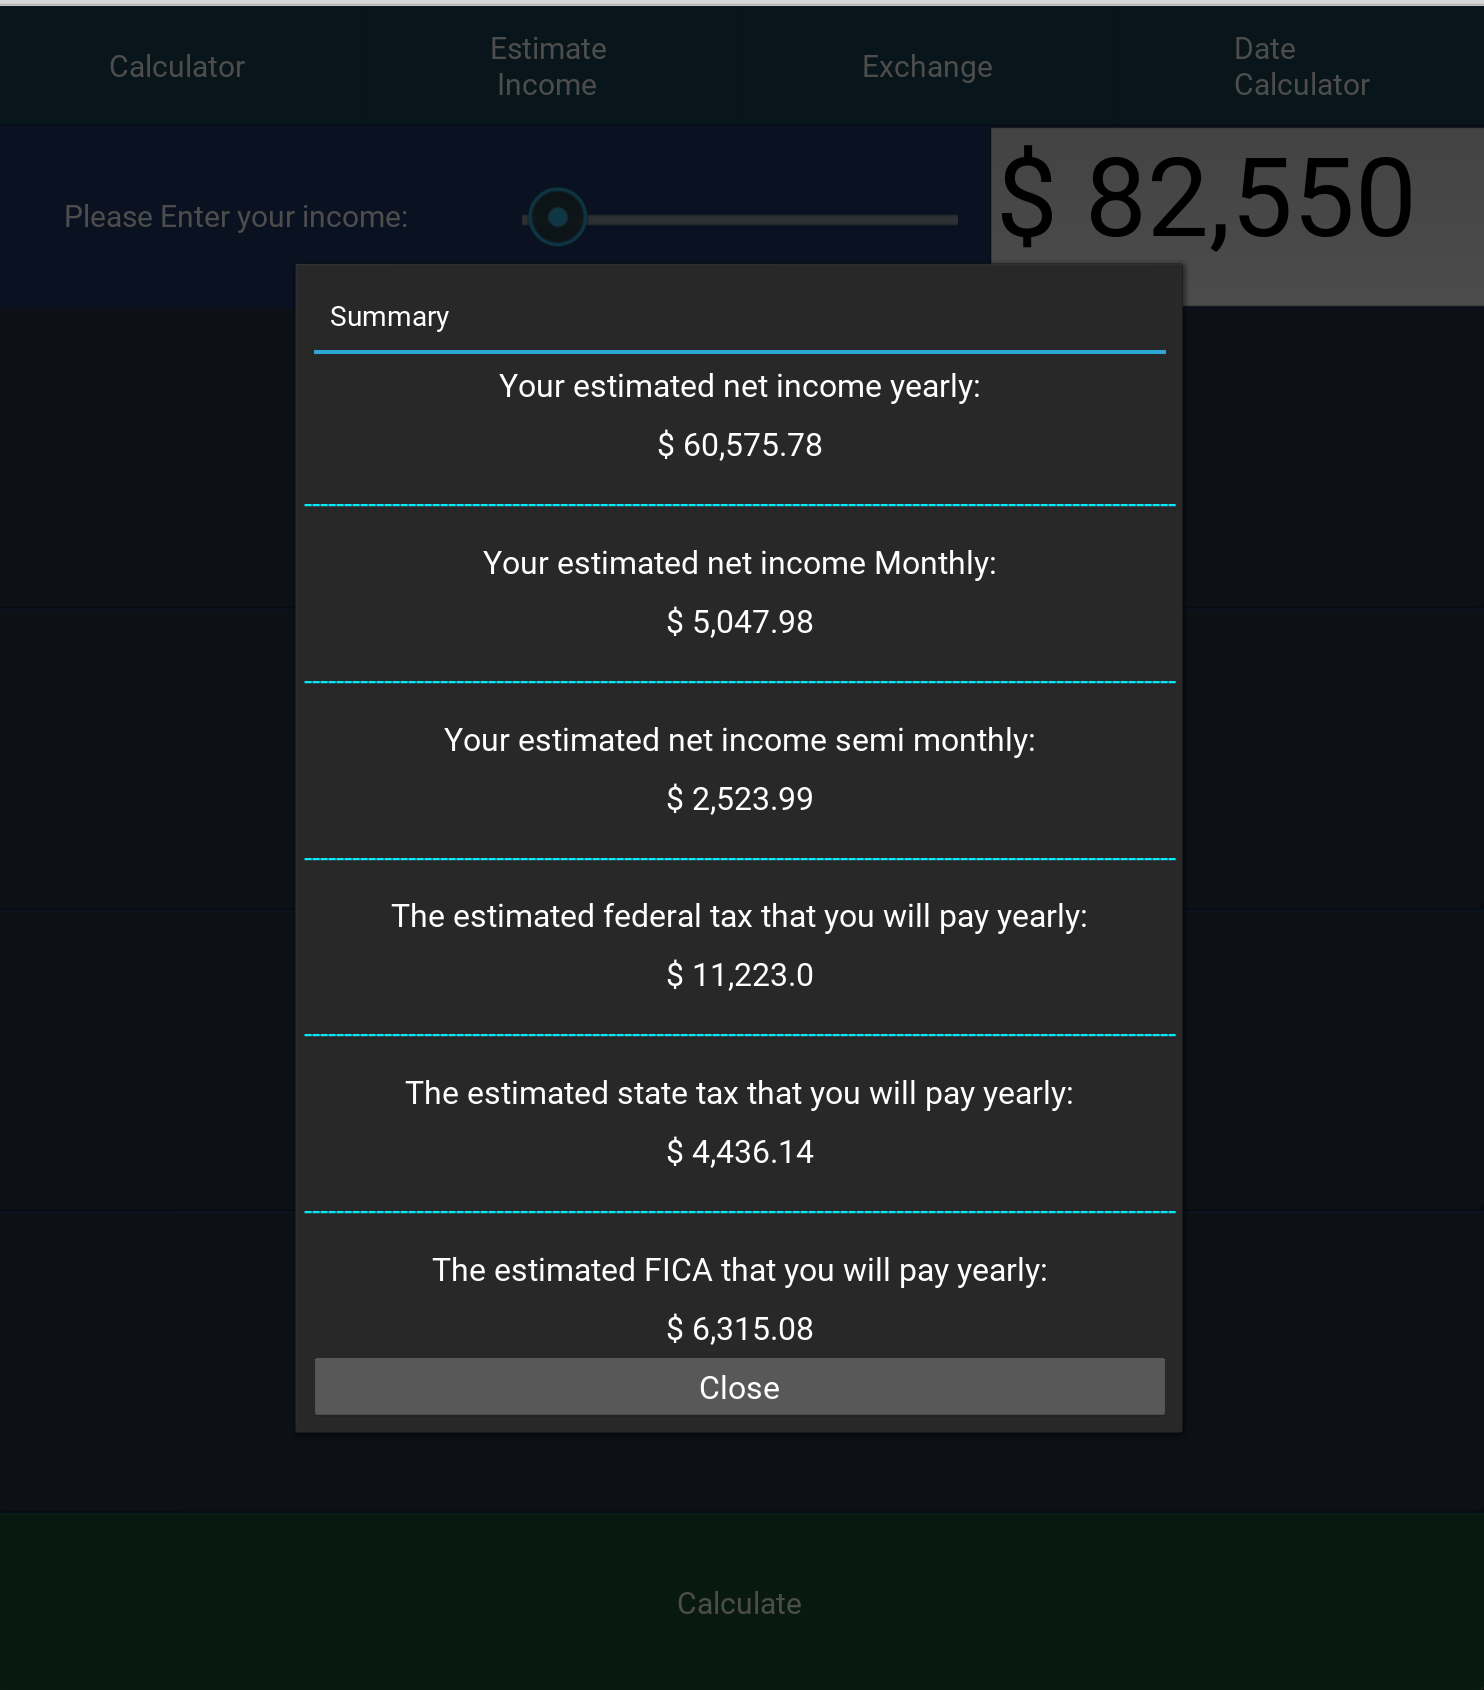 Calculator
Estimate
Income
Exchange
Date
Calculator
Please Enter your income:
$ 82,550
Summary
Your estimated net income yearly:
$ 60,575.78
Your estimated net income Monthly:
$ 5,047.98
Your estimated net income semi monthly:
$ 2,523.99
The estimated federal tax that you will pay yearly:
$ 11,223.0
The estimated state tax that you will pay yearly:
$ 4,436.14
The estimated FICA that you will pay yearly:
$ 6,315.08
Close
Calculate